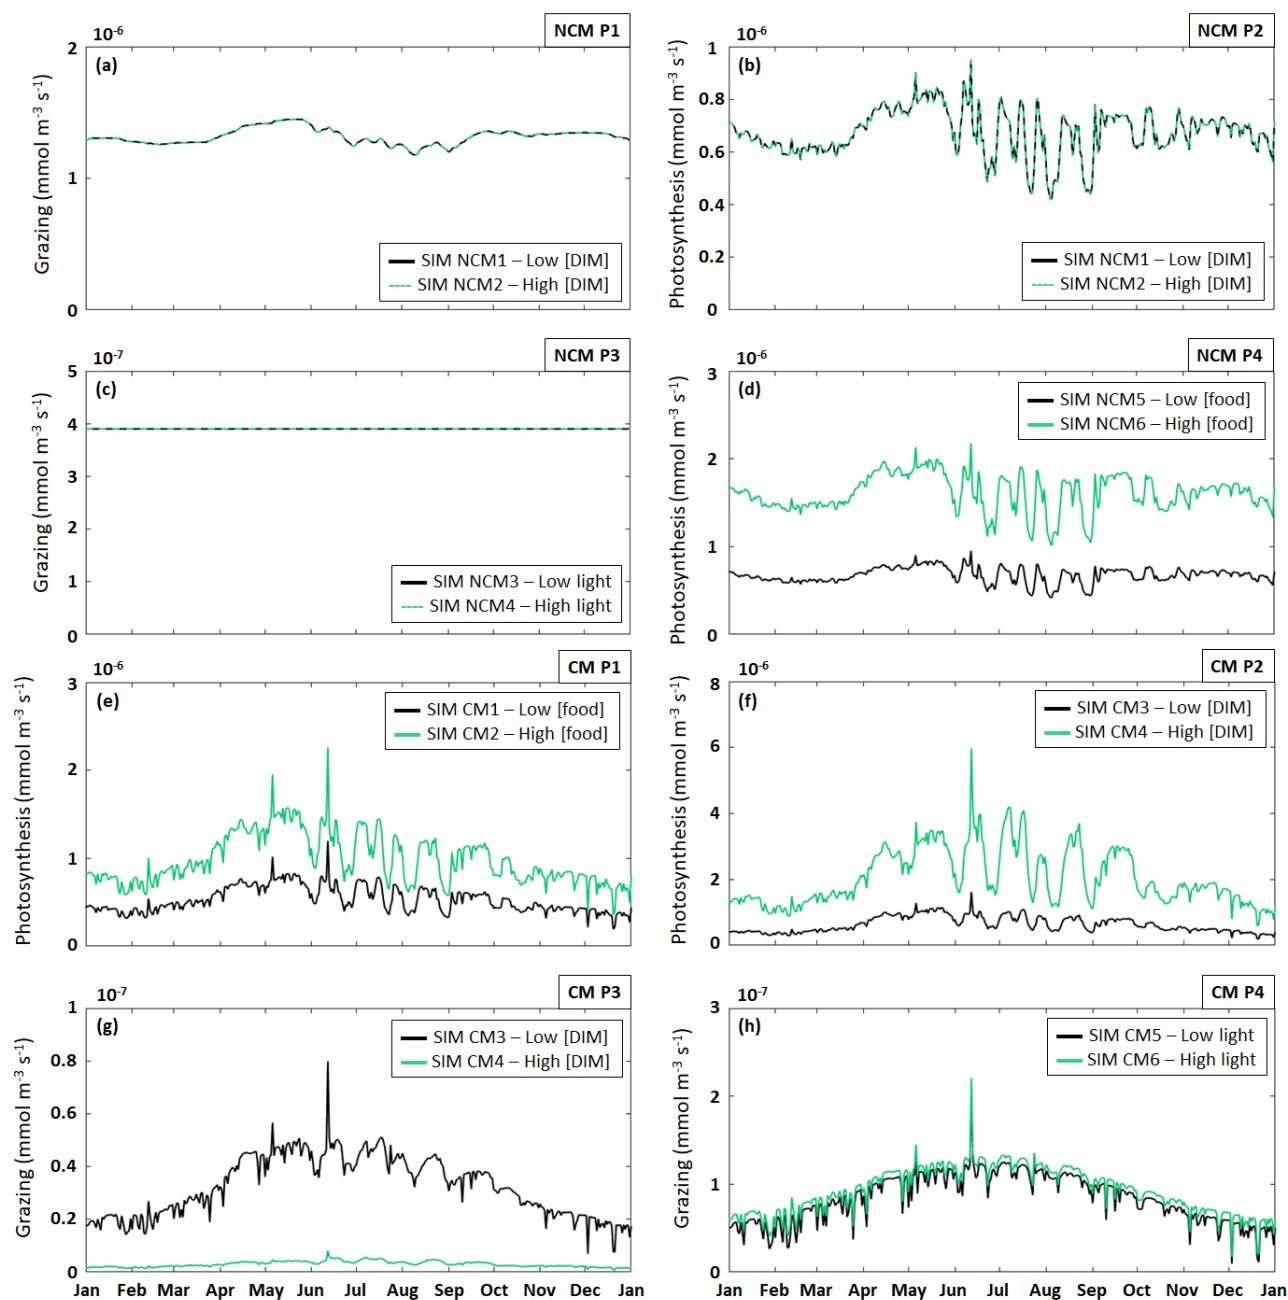 10-6
NCM P1
(a)
2
1
0
Grazing (mmol m-3 s-1)
SIM NCM1 – Low [DIM]
SIM NCM2 – High [DIM]
10-6
NCM P2
(b)
1
0.8
0.6
0.4
0.2
0
Photosynthesis (mmol m-3 s-1)
SIM NCM1 – Low [DIM]
SIM NCM2 – High [DIM]
10-7
NCM P3
(c)
5
4
3
2
1
0
Grazing (mmol m-3 s-1)
SIM NCM3 – Low light
SIM NCM4 – High light
10-6
NCM P4
(d)
3
2
1
0
Photosynthesis (mmol m-3 s-1)
SIM NCM5 – Low [food]
SIM NCM6 – High [food]
10-6
CM P1
(e)
3
2
1
0
Photosynthesis (mmol m-3 s-1)
SIM CM1 – Low [food]
SIM CM2 – High [food]
10-6
CM P2
(f)
8
6
4
2
0
Photosynthesis (mmol m-3 s-1)
SIM CM3 – Low [DIM]
SIM CM4 – High [DIM]
10-7
CM P3
(g)
1
0.8
0.6
0.4
0.2
0
Grazing (mmol m-3 s-1)
SIM CM3 – Low [DIM]
SIM CM4 – High [DIM]
Jan Feb Mar Apr May Jun Jul Aug Sep Oct Nov Dec Jan
10-7
CM P4
(h)
3
2
1
0
Grazing (mmol m-3 s-1)
SIM CM5 – Low light
SIM CM6 – High light
Jan Feb Mar Apr May Jun Jul Aug Sep Oct Nov Dec Jan